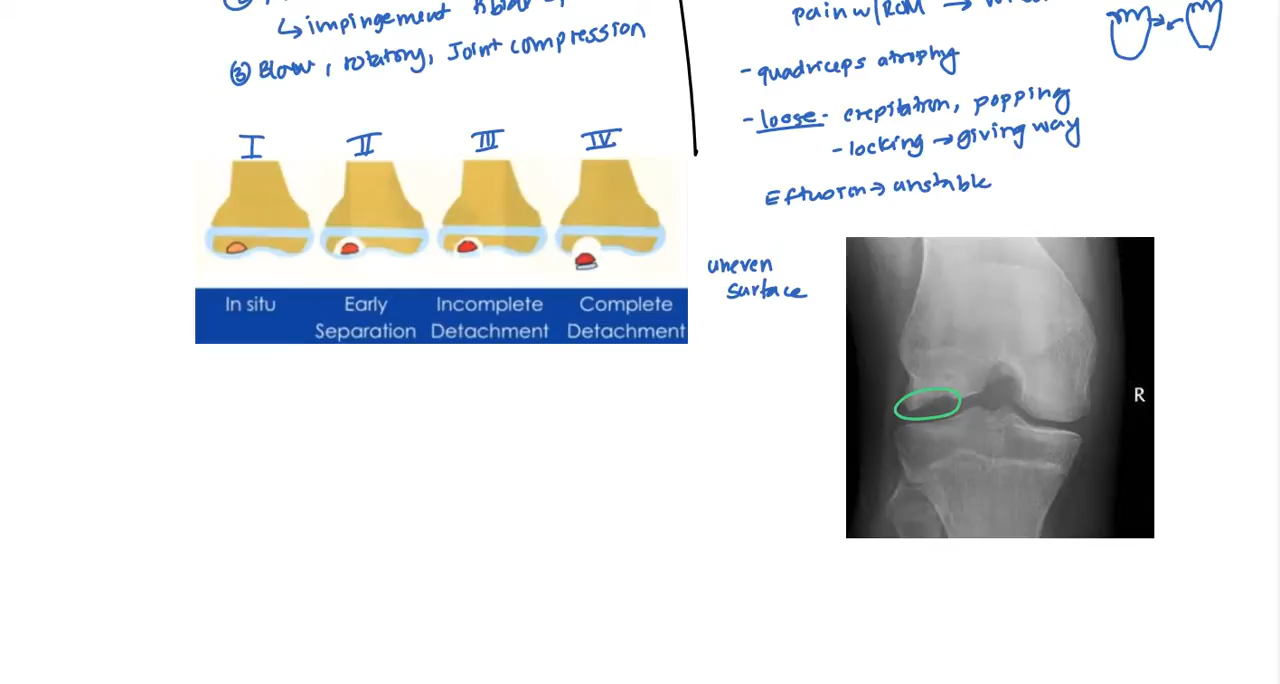 ↳ impingement
③ Blow, rotatory, Joint compression
I II III IV
In situ
Early Separation
Incomplete Detachment
Complete Detachment
pain w/ROM →
- quadriceps atrophy
- loose - crepitation, popping
- locking → giving way
Effusion → unstable
uneven
surface
R